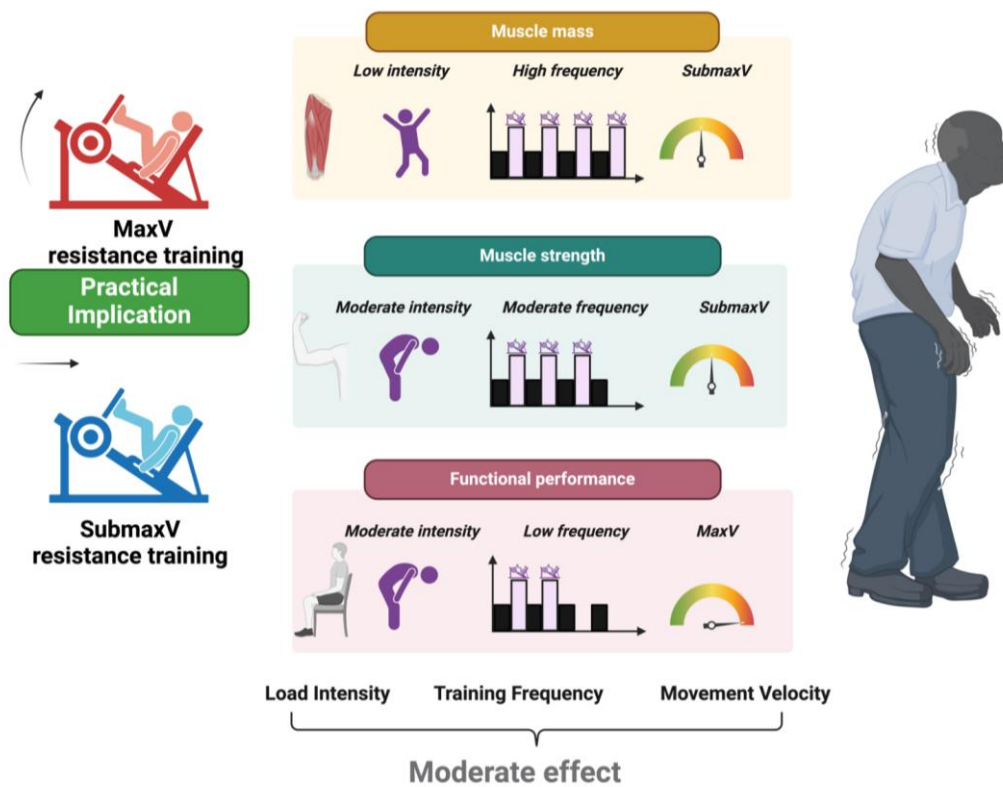 MaxV
resistance training
Practical
Implication
SubmaxV
resistance training
Muscle mass
Low intensity
High frequency
SubmaxV
Muscle strength
Moderate intensity
Moderate frequency
SubmaxV
Functional performance
Moderate intensity
Low frequency
MaxV
Load Intensity
Training Frequency
Movement Velocity
Moderate effect